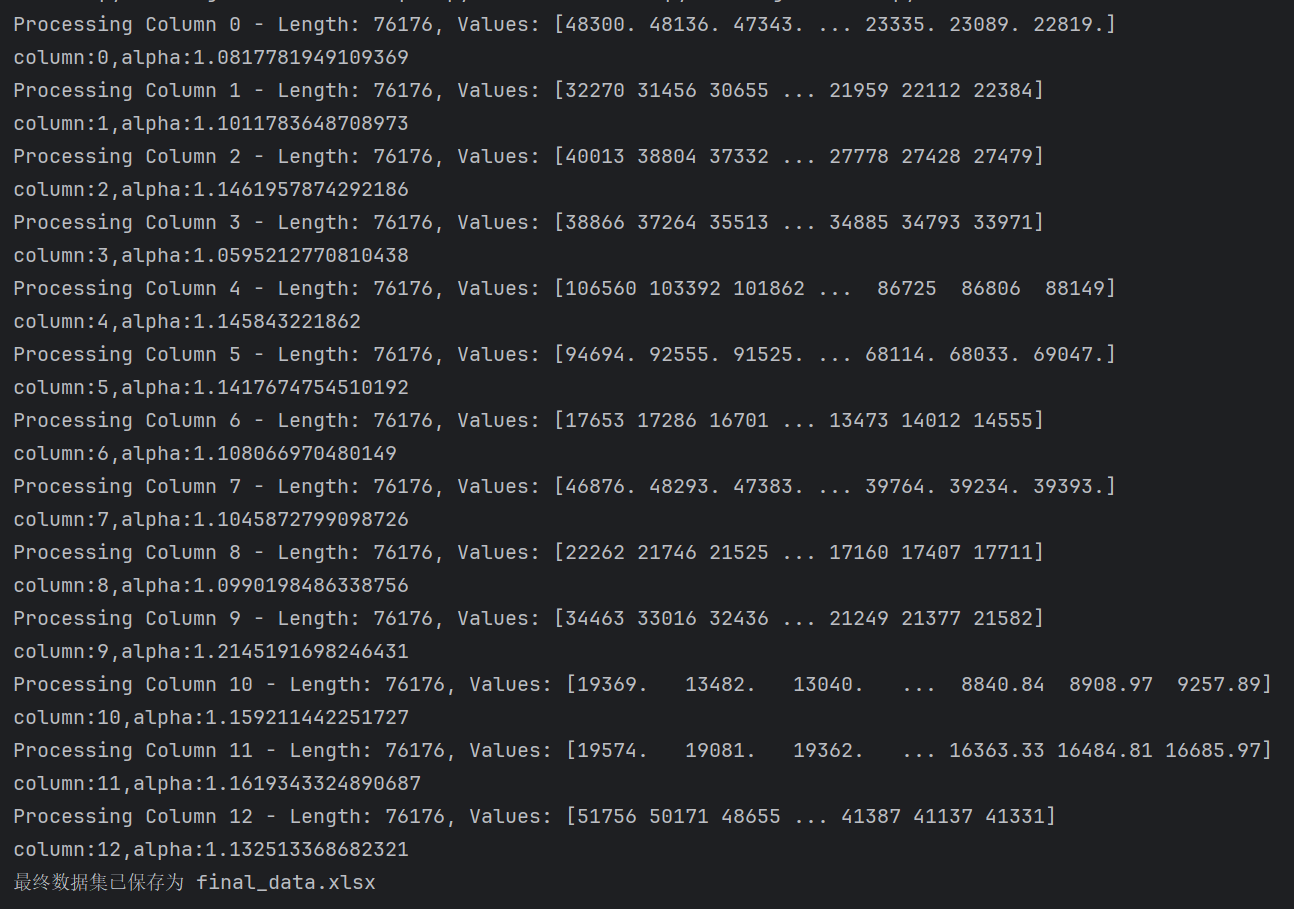 Processing Column 0 - Length: 76176, Values: [48300. 48136. 47343. ... 23335. 23089. 22819.]
column:0,alpha:1.0817781949109369
Processing Column 1 - Length: 76176, Values: [32270 31456 30655 ... 21959 22112 22384]
column:1,alpha:1.1011783648708973
Processing Column 2 - Length: 76176, Values: [40013 38804 37332 ... 27778 27428 27479]
column:2,alpha:1.1461957874292186
Processing Column 3 - Length: 76176, Values: [38866 37264 35513 ... 34885 34793 33971]
column:3,alpha:1.0595212770810438
Processing Column 4 - Length: 76176, Values: [106560 103392 101862 ...  86725  86806  88149]
column:4,alpha:1.145843221862
Processing Column 5 - Length: 76176, Values: [94694. 92555. 91525. ... 68114. 68033. 69047.]
column:5,alpha:1.1417674754510192
Processing Column 6 - Length: 76176, Values: [17653 17286 16701 ... 13473 14012 14555]
column:6,alpha:1.108066970480149
Processing Column 7 - Length: 76176, Values: [46876. 48293. 47383. ... 39764. 39234. 39393.]
column:7,alpha:1.1045872799098726
Processing Column 8 - Length: 76176, Values: [22262 21746 21525 ... 17160 17407 17711]
column:8,alpha:1.0990198486338756
Processing Column 9 - Length: 76176, Values: [34463 33016 32436 ... 21249 21377 21582]
column:9,alpha:1.2145191698246431
Processing Column 10 - Length: 76176, Values: [19369.   13482.   13040.   ...  8840.84  8908.97  9257.89]
column:10,alpha:1.159211442251727
Processing Column 11 - Length: 76176, Values: [19574.   19081.   19362.   ... 16363.33 16484.81 16685.97]
column:11,alpha:1.1619343324890687
Processing Column 12 - Length: 76176, Values: [51756 50171 48655 ... 41387 41137 41331]
column:12,alpha:1.132513368682321
最终数据集已保存为 final_data.xlsx